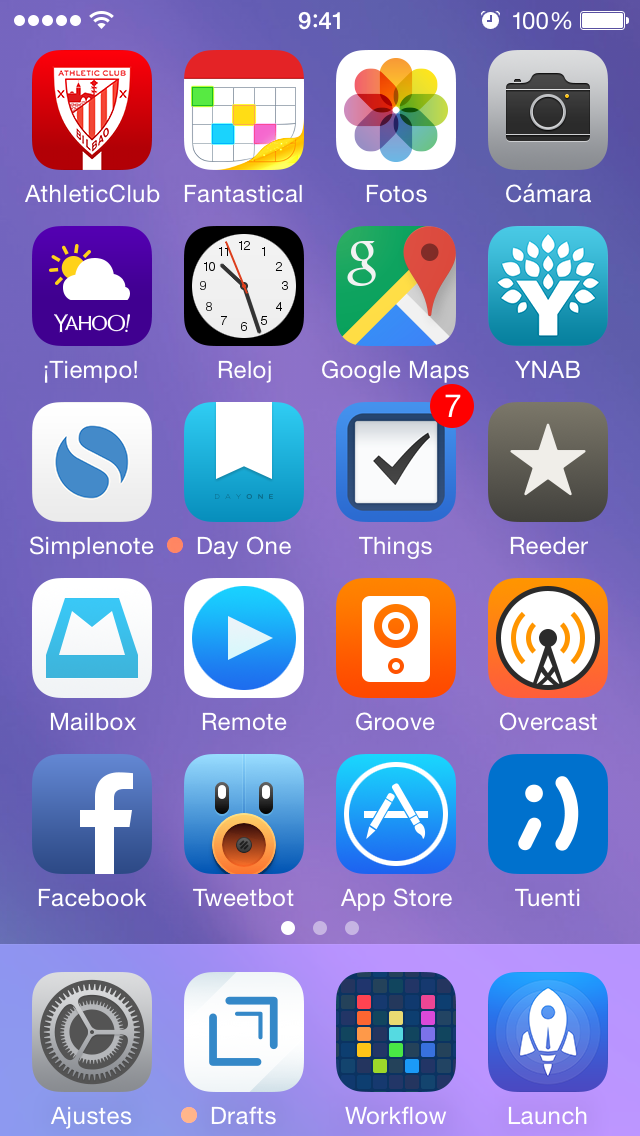 9:41 100%
ATHLETIC CLUB
BILBAO
AthleticClub Fantastical Fotos Cámara
YAHOO!
12
1
2
3
4
5
6
7
8
9
10
11
g
¡Tiempo! Reloj Google Maps YNAB
7
DAYONE
Simplenote Day One Things Reeder
Mailbox Remote Groove Overcast
f
Facebook Tweetbot App Store Tuenti
Ajustes Drafts Workflow Launch